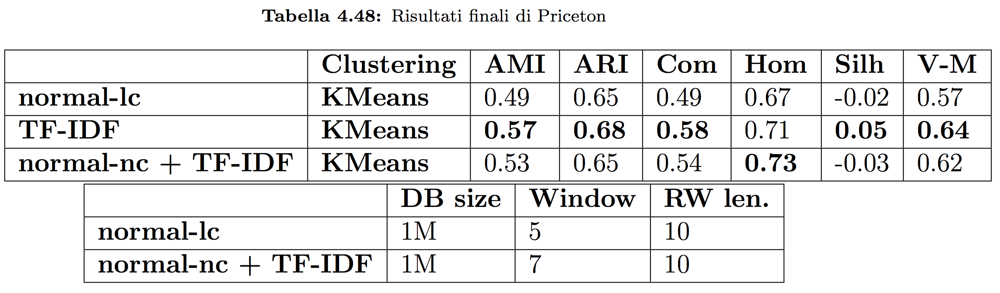 Tabella 4.48: Risultati finali di Priceton
Clustering AMI ARI Com Hom Silh V-M
normal-lc KMeans 0.49 0.65 0.49 0.67 -0.02 0.57
TF-IDF KMeans 0.57 0.68 0.58 0.71 0.05 0.64
normal-nc + TF-IDF KMeans 0.53 0.65 0.54 0.73 -0.03 0.62
DB size Window RW len.
normal-lc 1M 5 10
normal-nc + TF-IDF 1M 7 10